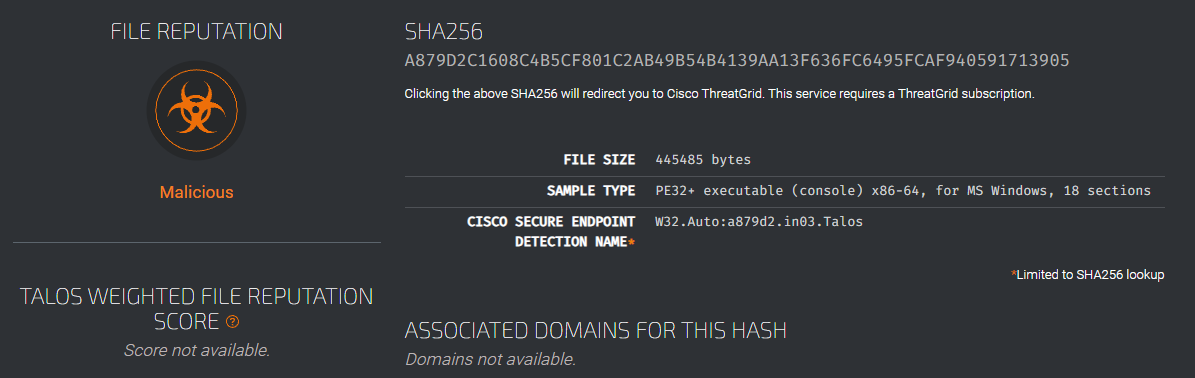 FILE REPUTATION
Malicious
TALOS WEIGHTED FILE REPUTATION
SCORE ?
Score not available.
SHA256
A879D2C1608C4B5CF801C2AB49B54B4139AA13F636FC6495FCAF940591713905
Clicking the above SHA256 will redirect you to Cisco ThreatGrid. This service requires a ThreatGrid subscription.
FILE SIZE 445485 bytes
SAMPLE TYPE PE32+ executable (console) x86-64, for MS Windows, 18 sections
CISCO SECURE ENDPOINT W32.Auto:a879d2.in03.Talos
DETECTION NAME*
*Limited to SHA256 lookup
ASSOCIATED DOMAINS FOR THIS HASH
Domains not available.